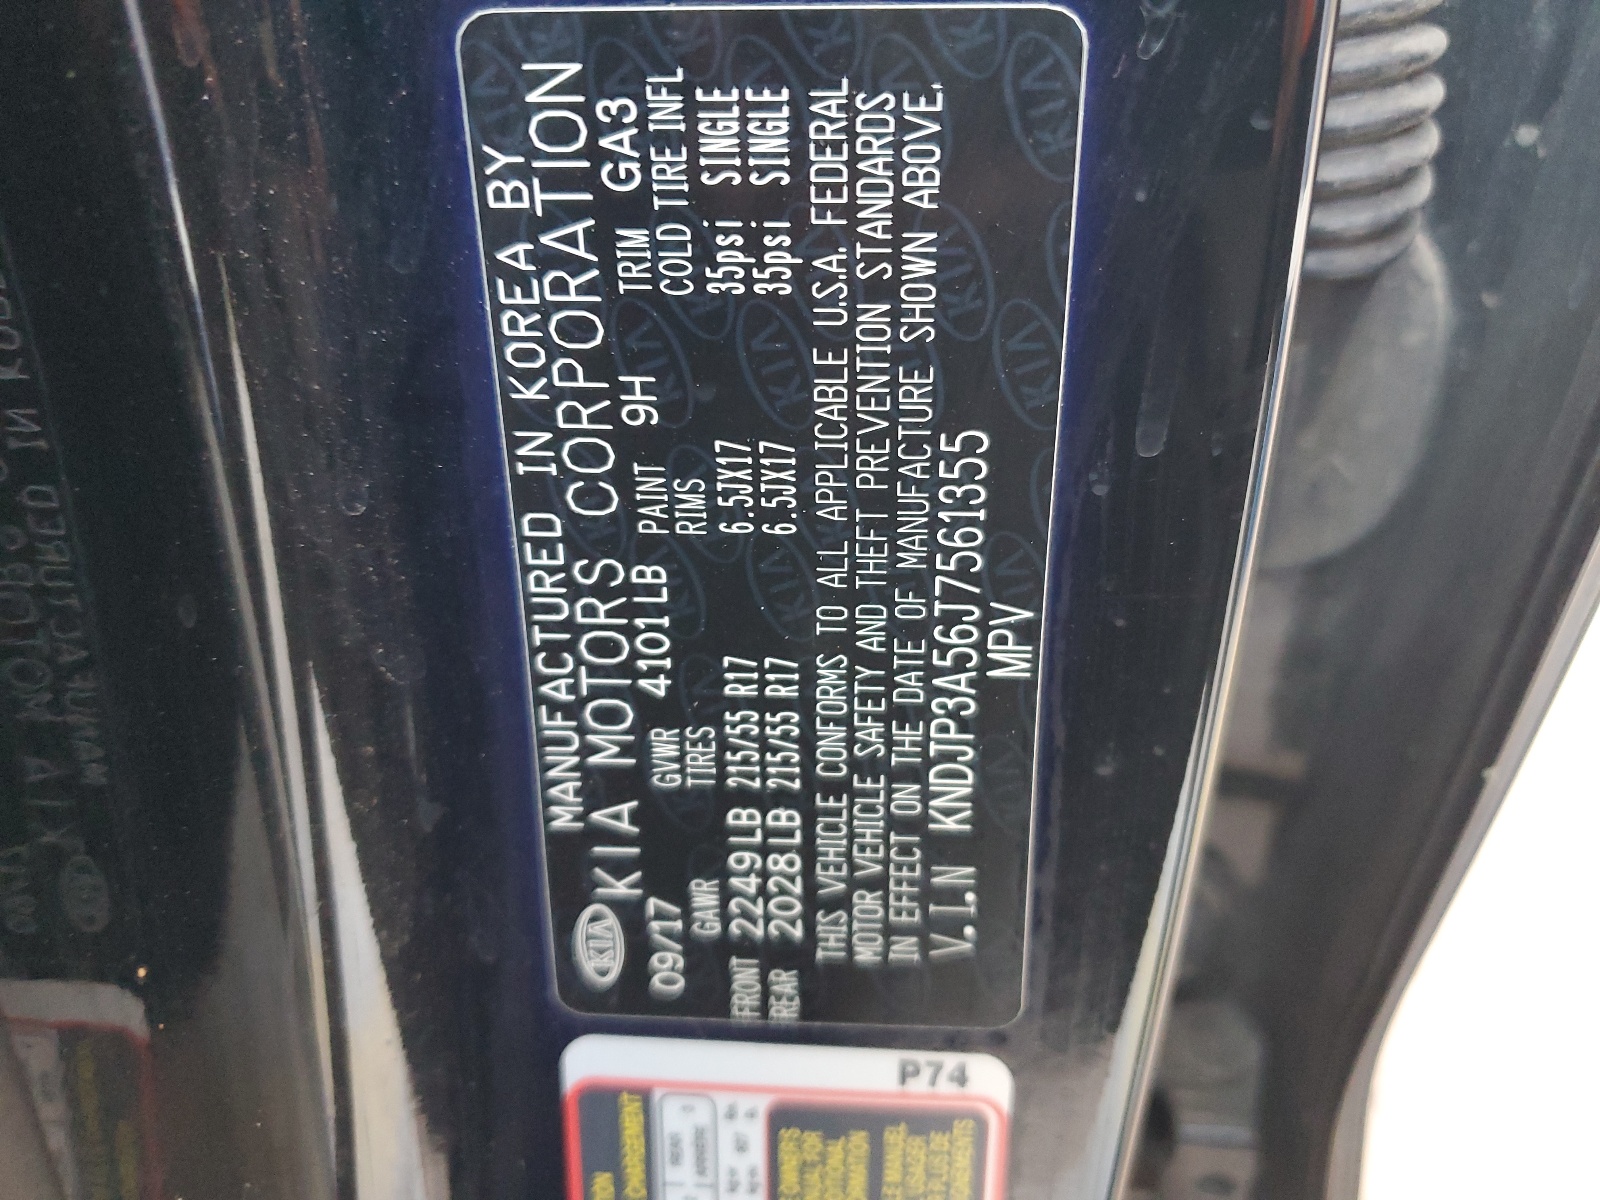 MANUFACTURED IN KOREA BY
KIA KIA MOTORS CORPORATION
09/17 GVWR 4101LB PAINT 9H TRIM GA3
GAWR TIRES RIMS COLD TIRE INFL
FRONT 2249LB 215/55 R17 6.5JX17 35psi SINGLE
REAR 2028LB 215/55 R17 6.5JX17 35psi SINGLE
THIS VEHICLE CONFORMS TO ALL APPLICABLE U.S.A. FEDERAL
MOTOR VEHICLE SAFETY AND THEFT PREVENTION STANDARDS
IN EFFECT ON THE DATE OF MANUFACTURE SHOWN ABOVE.
V.I.N KNDJP3A56J7561355
MPV
P74